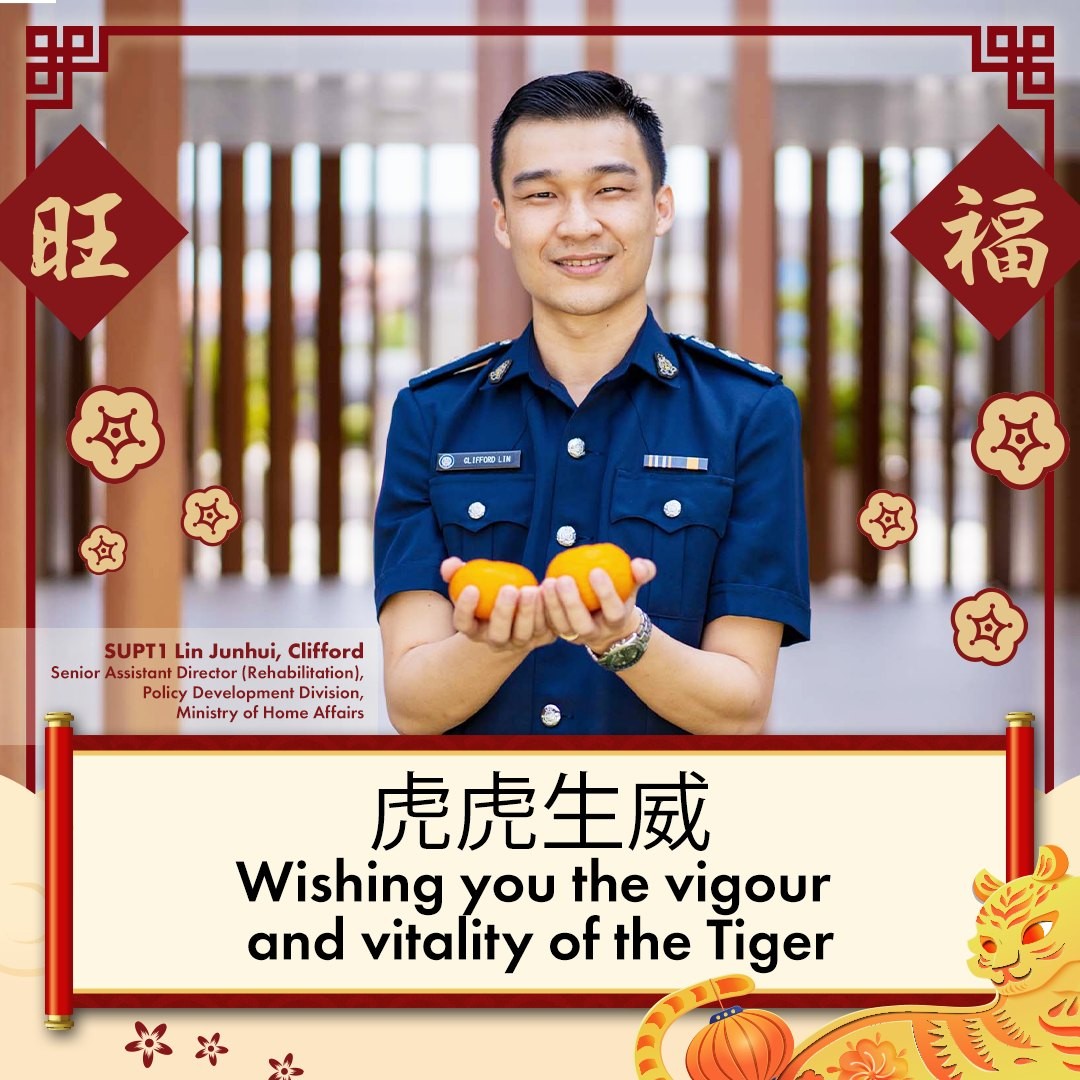 旺
福
CLIFFORD LIN
SUPT1 Lin Junhui, Clifford
Senior Assistant Director (Rehabilitation),
Policy Development Division,
Ministry of Home Affairs
虎虎生威
Wishing you the vigour
and vitality of the Tiger